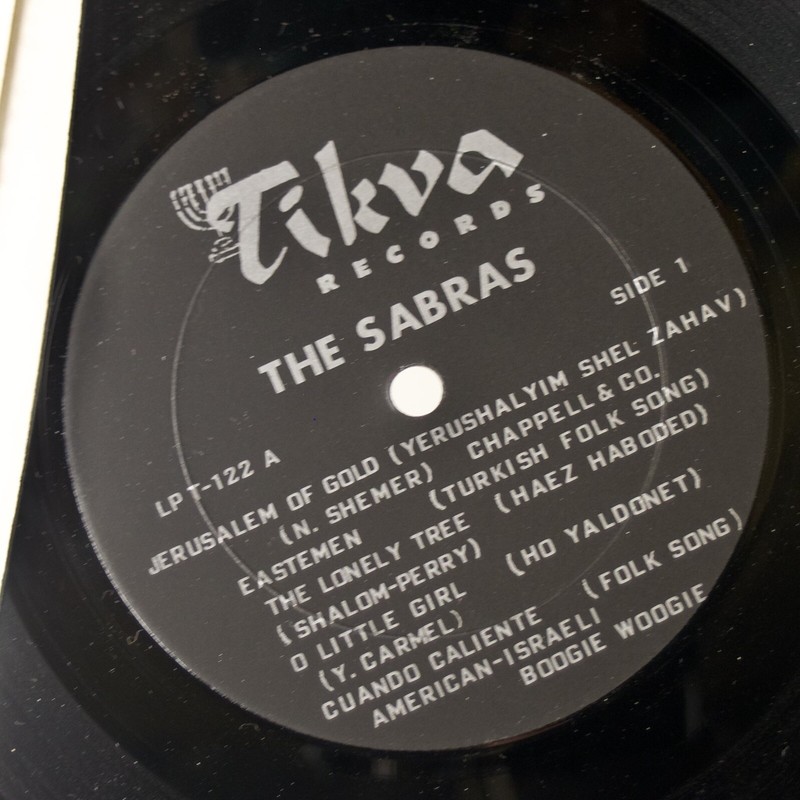 Tikva
RECORDS
THE SABRAS
SIDE 1
LP T-122 A
JERUSALEM OF GOLD (YERUSHALYIM SHEL ZAHAV)
(N. SHEMER) CHAPPELL & CO.
EASTEMEN (TURKISH FOLK SONG)
THE LONELY TREE (HAEZ HABODED)
(SHALOM-PERRY)
O LITTLE GIRL (HO YALDONET)
(Y. CARMEL)
CUANDO CALIENTE (FOLK SONG)
AMERICAN-ISRAELI
BOOGIE WOOGIE